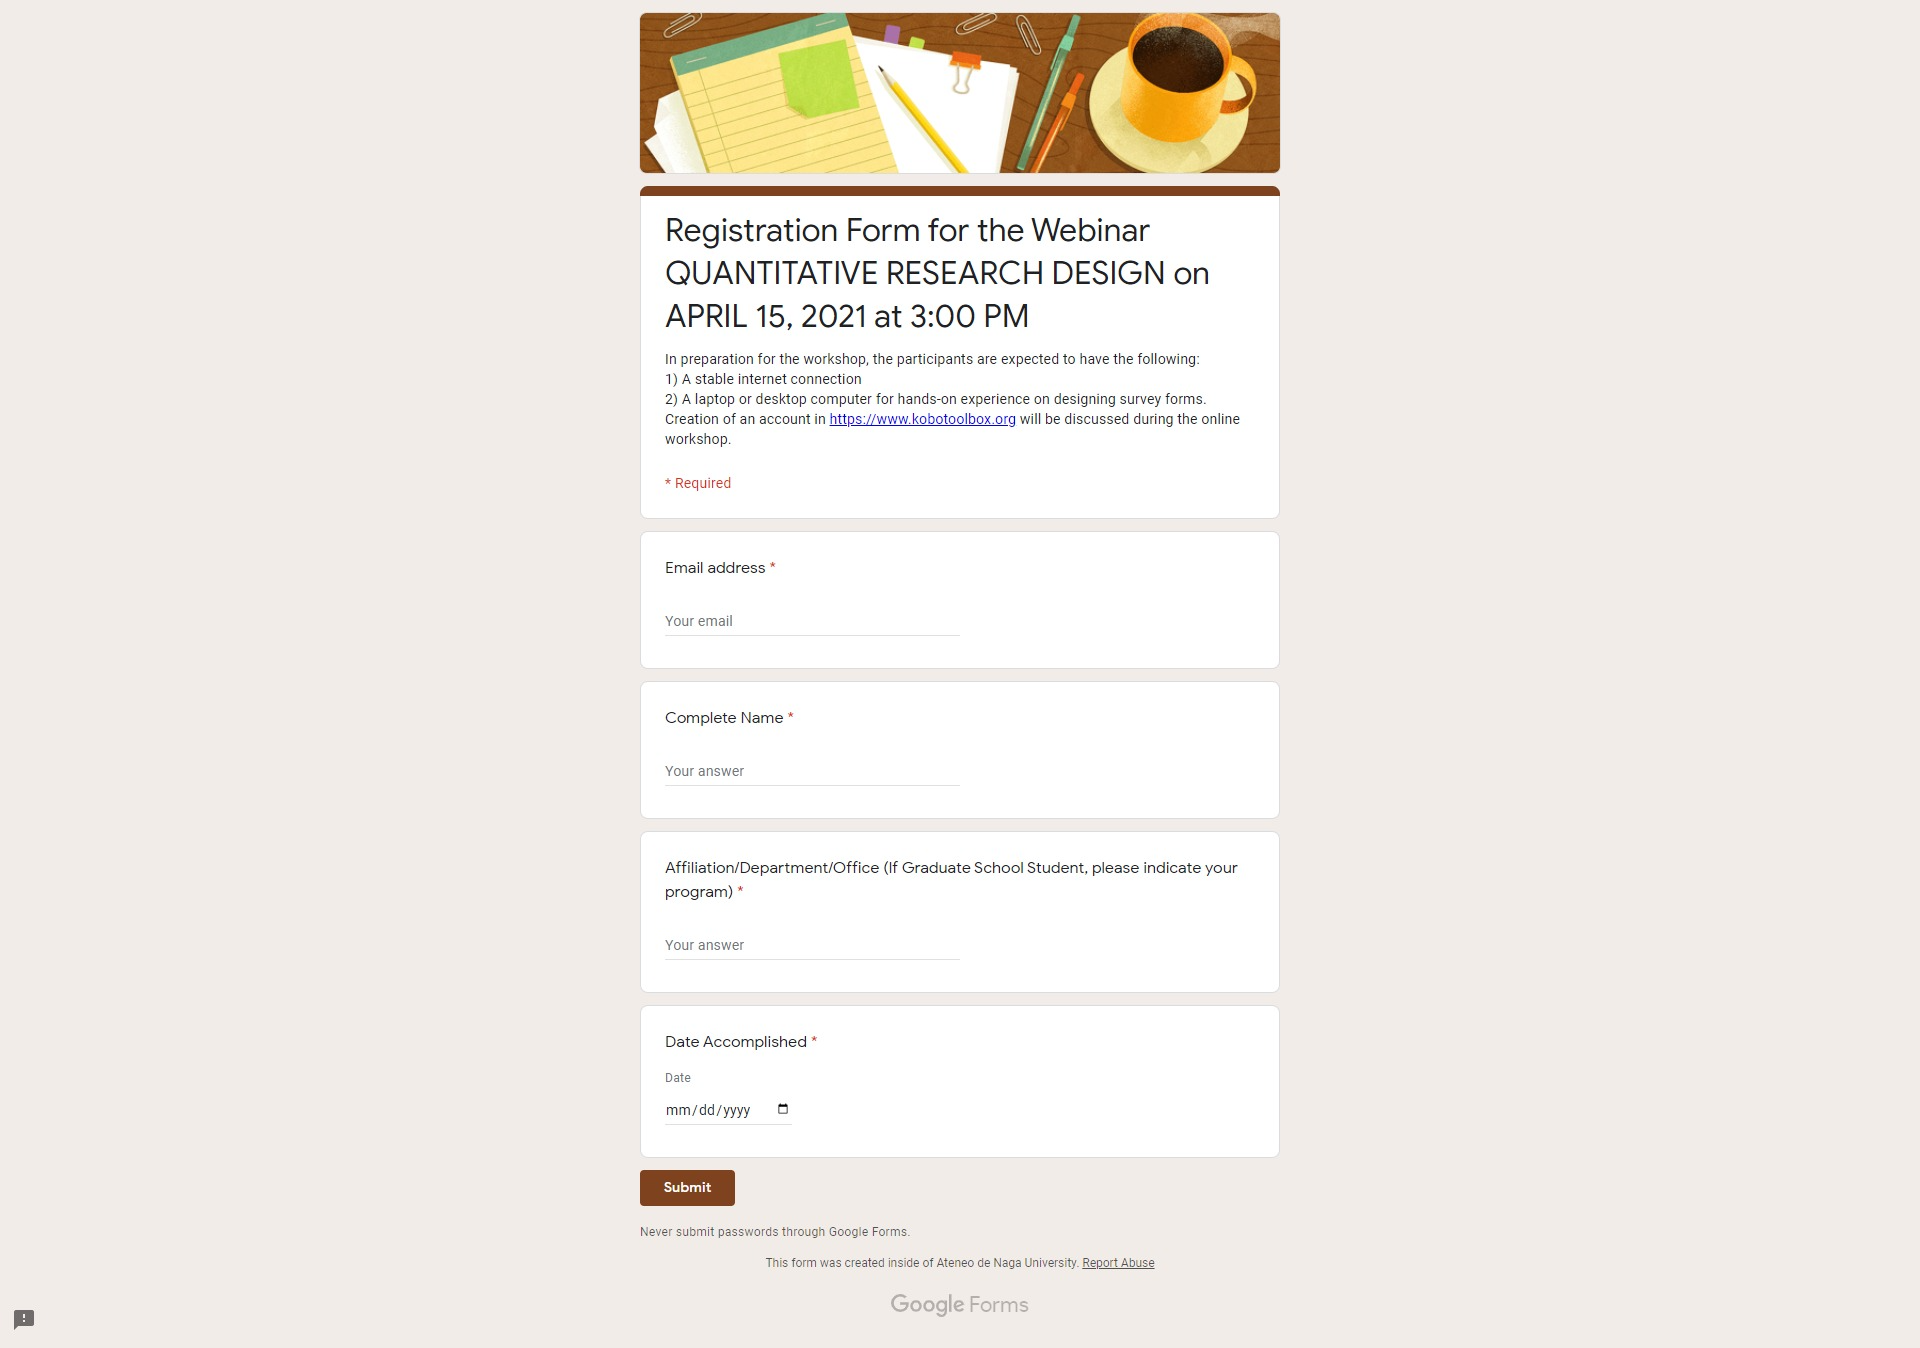 Registration Form for the Webinar
QUANTITATIVE RESEARCH DESIGN on
APRIL 15, 2021 at 3:00 PM
In preparation for the workshop, the participants are expected to have the following:
1) A stable internet connection
2) A laptop or desktop computer for hands-on experience on designing survey forms.
Creation of an account in https://www.kobotoolbox.org will be discussed during the online
workshop.
* Required
Email address *
Your email
Complete Name *
Your answer
Affiliation/Department/Office (If Graduate School Student, please indicate your
program) *
Your answer
Date Accomplished *
Date
mm/dd/yyyy
Submit
Never submit passwords through Google Forms.
This form was created inside of Ateneo de Naga University. Report Abuse
Google Forms